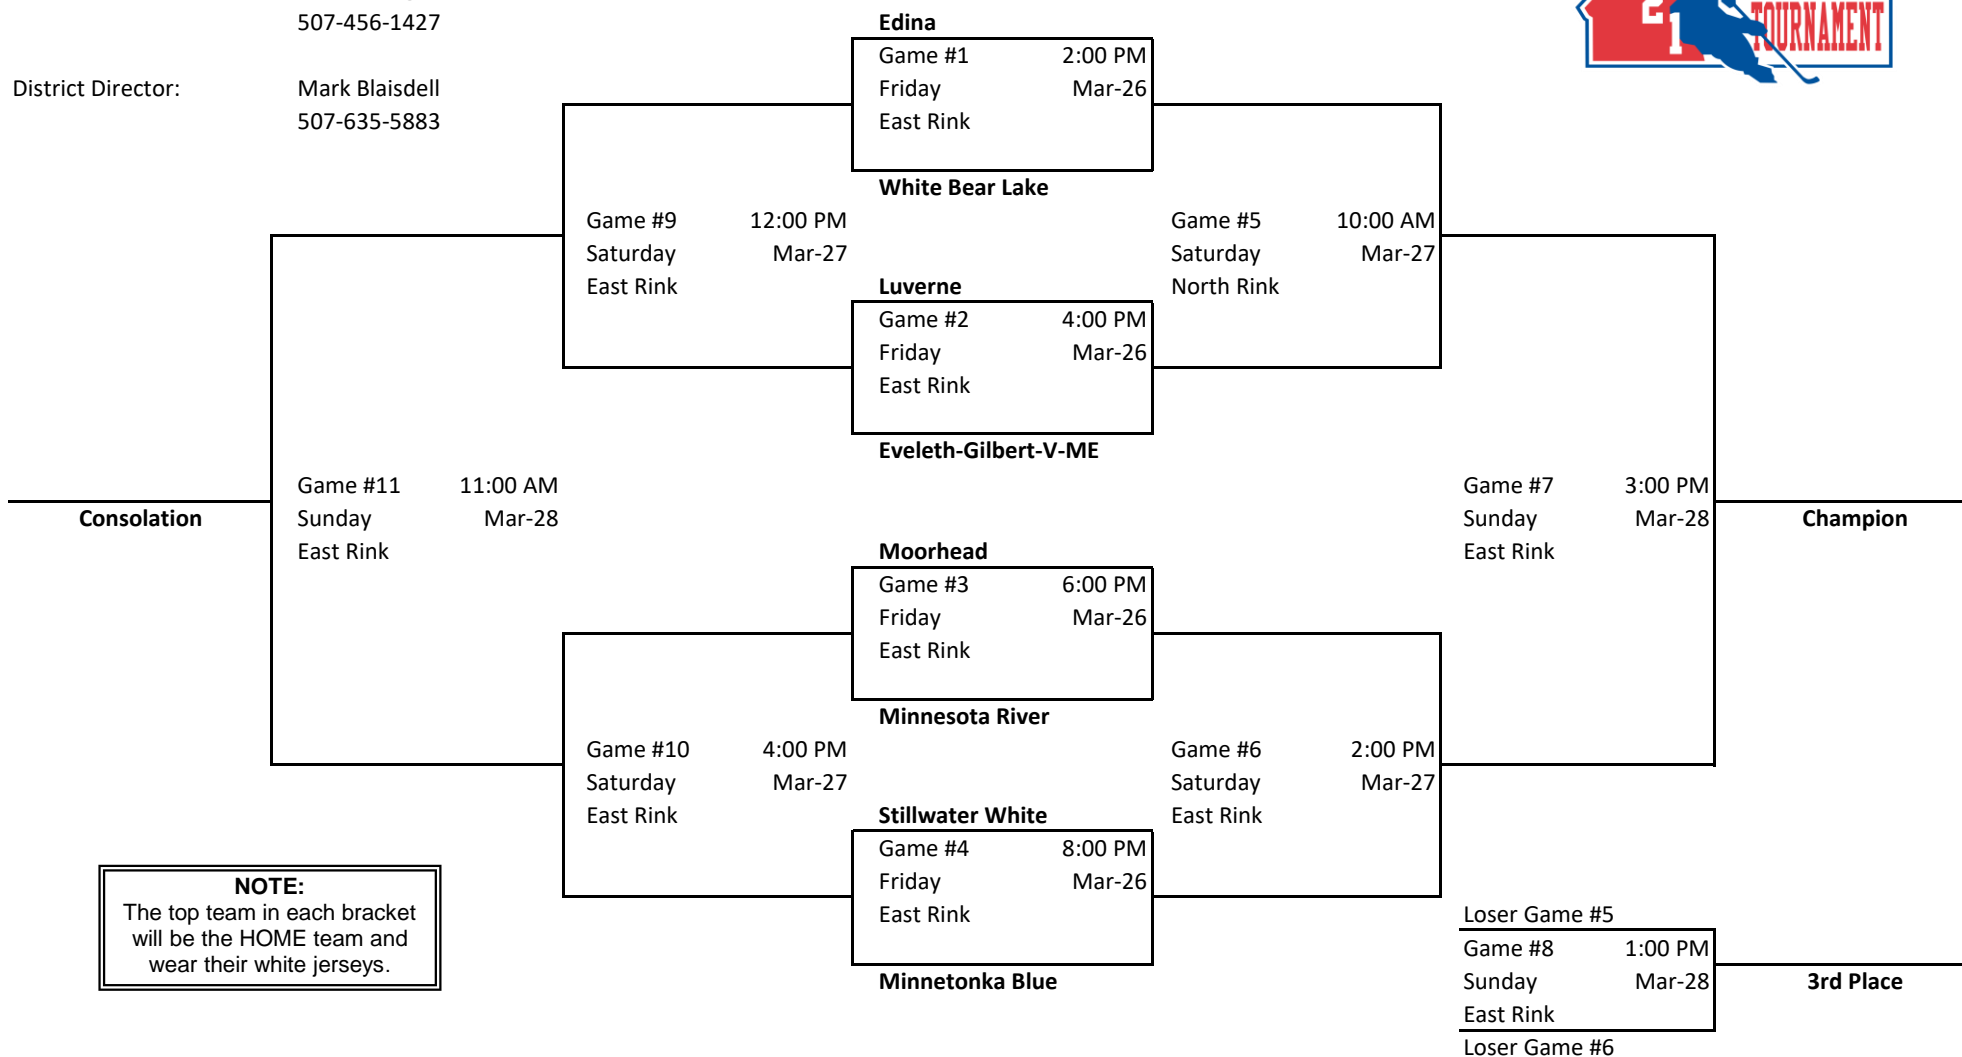 507-456-1427
Edina
21
TOURNAMENT
Game #1 2:00 PM
District Director: Mark Blaisdell
Friday Mar-26
507-635-5883
East Rink
White Bear Lake
Game #9 12:00 PM
Game #5 10:00 AM
Saturday Mar-27
Saturday Mar-27
East Rink
Luverne
North Rink
Game #2 4:00 PM
Friday Mar-26
East Rink
Eveleth-Gilbert-V-ME
Game #11 11:00 AM
Game #7 3:00 PM
Consolation
Sunday Mar-28
Sunday Mar-28
Champion
East Rink
Moorhead
East Rink
Game #3 6:00 PM
Friday Mar-26
East Rink
Minnesota River
Game #10 4:00 PM
Game #6 2:00 PM
Saturday Mar-27
Saturday Mar-27
East Rink
Stillwater White
East Rink
Game #4 8:00 PM
Friday Mar-26
East Rink
NOTE:
The top team in each bracket
will be the HOME team and
wear their white jerseys.
Minnetonka Blue
Loser Game #5
Game #8 1:00 PM
Sunday Mar-28
3rd Place
East Rink
Loser Game #6